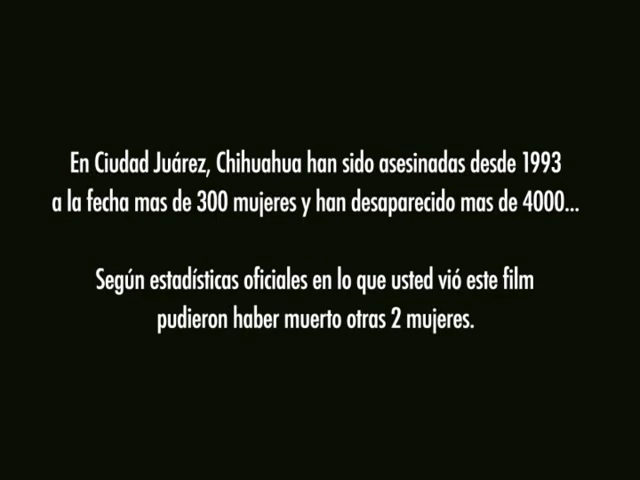 En Ciudad Juárez, Chihuahua han sido asesinadas desde 1993
a la fecha mas de 300 mujeres y han desaparecido mas de 4000...
Según estadísticas oficiales en lo que usted vió este film
pudieron haber muerto otras 2 mujeres.